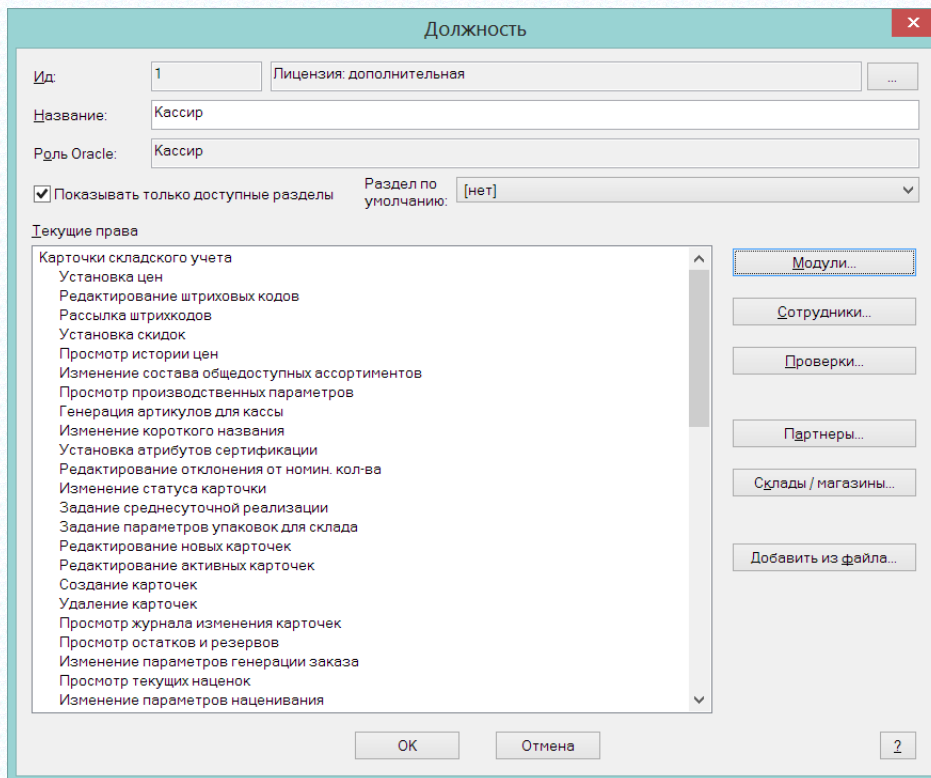 Должность
Ид: 1 Лицензия: дополнительная ...
Название: Кассир
Роль Oracle: Кассир
Показывать только доступные разделы Раздел по умолчанию: [нет]
Текущие права
Карточки складского учета
Установка цен
Редактирование штриховых кодов
Рассылка штрихкодов
Установка скидок
Просмотр истории цен
Изменение состава общедоступных ассортиментов
Просмотр производственных параметров
Генерация артикулов для кассы
Изменение короткого названия
Установка атрибутов сертификации
Редактирование отклонения от номин. кол-ва
Изменение статуса карточки
Задание среднесуточной реализации
Задание параметров упаковок для склада
Редактирование новых карточек
Редактирование активных карточек
Создание карточек
Удаление карточек
Просмотр журнала изменения карточек
Просмотр остатков и резервов
Изменение параметров генерации заказа
Просмотр текущих наценок
Изменение параметров наценивания
Модули...
Сотрудники...
Проверки...
Партнеры...
Склады / магазины...
Добавить из файла...
OK Отмена ?